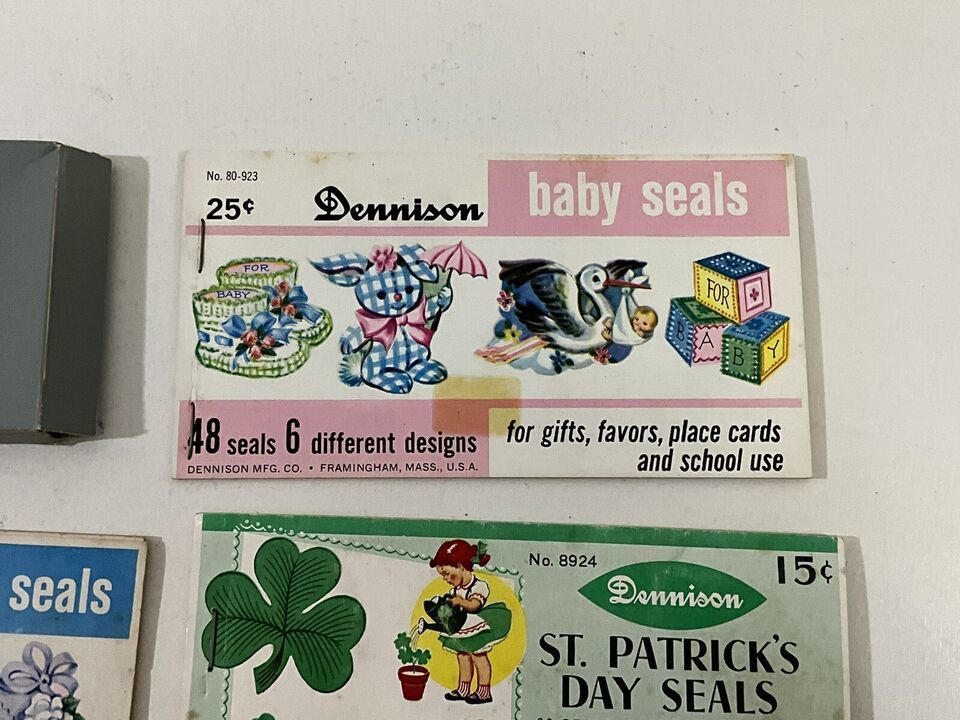 No. 80-923
25¢
Dennison
baby seals
FOR
BABY
FOR
B A B Y
48 seals 6 different designs
for gifts, favors, place cards
and school use
DENNISON MFG. CO. • FRAMINGHAM, MASS., U.S.A.
seals
No. 8924
15¢
Dennison
ST. PATRICK'S
DAY SEALS